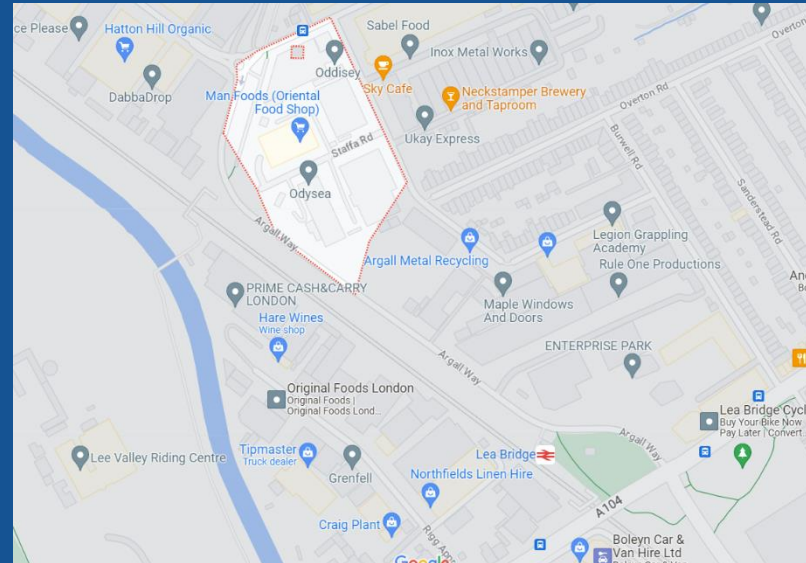 Sabel Food
ce Please
Hatton Hill Organic
Inox Metal Works
Overton
Oddisey
Sky Cafe
DabbaDrop
Man Foods (Oriental
Food Shop)
Neckstamper Brewery
and Taproom
Overton Rd
Burwell Rd
Ukay Express
Staffa Rd
Odysea
Sanderstead Rd
Argall Way
Legion Grappling
Academy
Argall Metal Recycling
Rule One Productions
PRIME CASH&CARRY
LONDON
Maple Windows
And Doors
Hare Wines
Wine shop
ENTERPRISE PARK
Argall Way
Original Foods London
Original Foods |
Original Foods Lond...
Lea Bridge Cycl
Buy Your Bike Now
Pay Later | Convert.
Argall Way
Lee Valley Riding Centre
Tipmaster
Truck dealer
Lea Bridge
Grenfell
Northfields Linen Hire
A104
Craig Plant
Rigg App
Boleyn Car &
Van Hire Ltd
Google